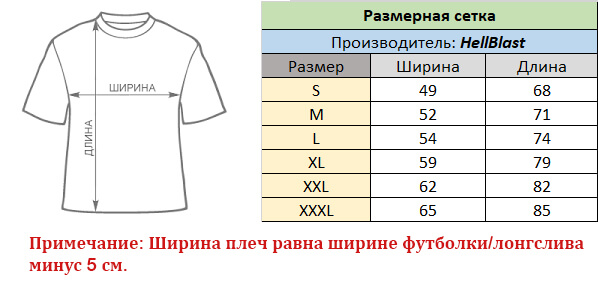 ШИРИНА
ДЛИНА
Размерная сетка
Производитель: HellBlast
Размер Ширина Длина
S 49 68
M 52 71
L 54 74
XL 59 79
XXL 62 82
XXXL 65 85
Примечание: Ширина плеч равна ширине футболки/лонгслива
минус 5 см.